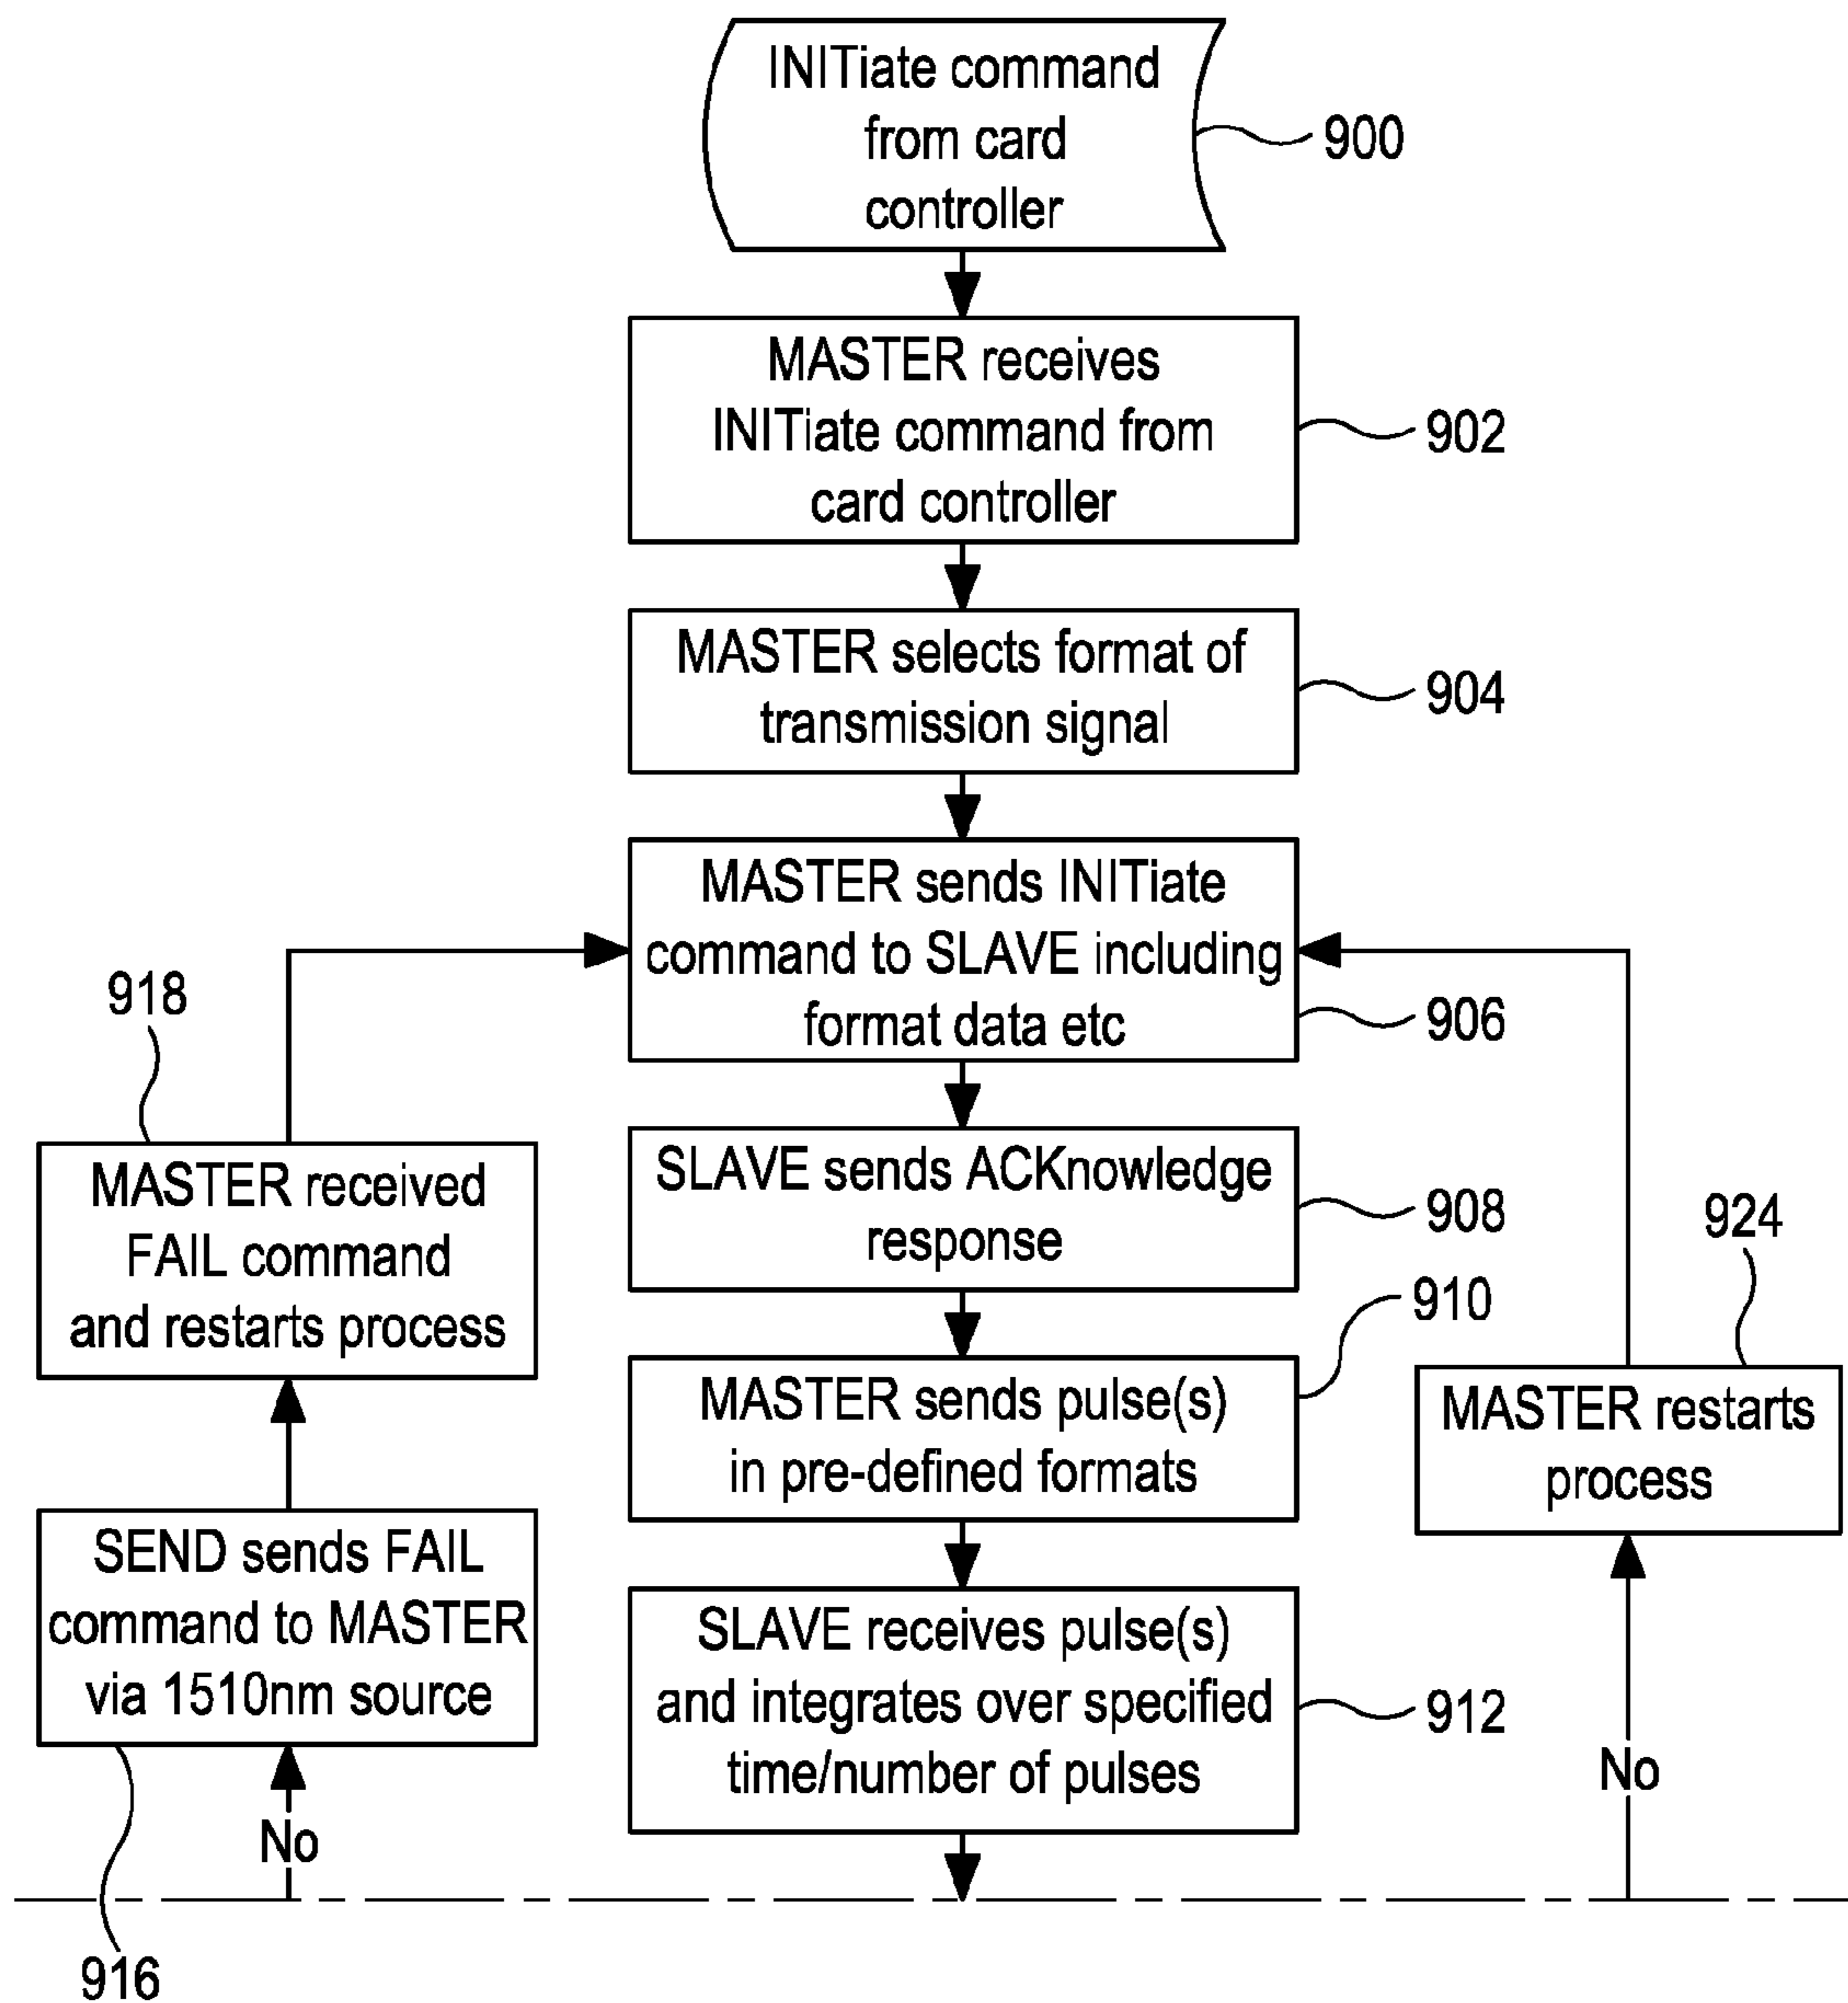 INITiate command
from card
controller
900
MASTER receives
INITiate command from
card controller
902
MASTER selects format of
transmission signal
904
MASTER sends INITiate
command to SLAVE including
format data etc
906
918
MASTER received
FAIL command
and restarts process
SLAVE sends ACKnowledge
response
908
924
910
MASTER sends pulse(s)
in pre-defined formats
MASTER restarts
process
SEND sends FAIL
command to MASTER
via 1510nm source
SLAVE receives pulse(s)
and integrates over specified
time/number of pulses
912
No
No
916